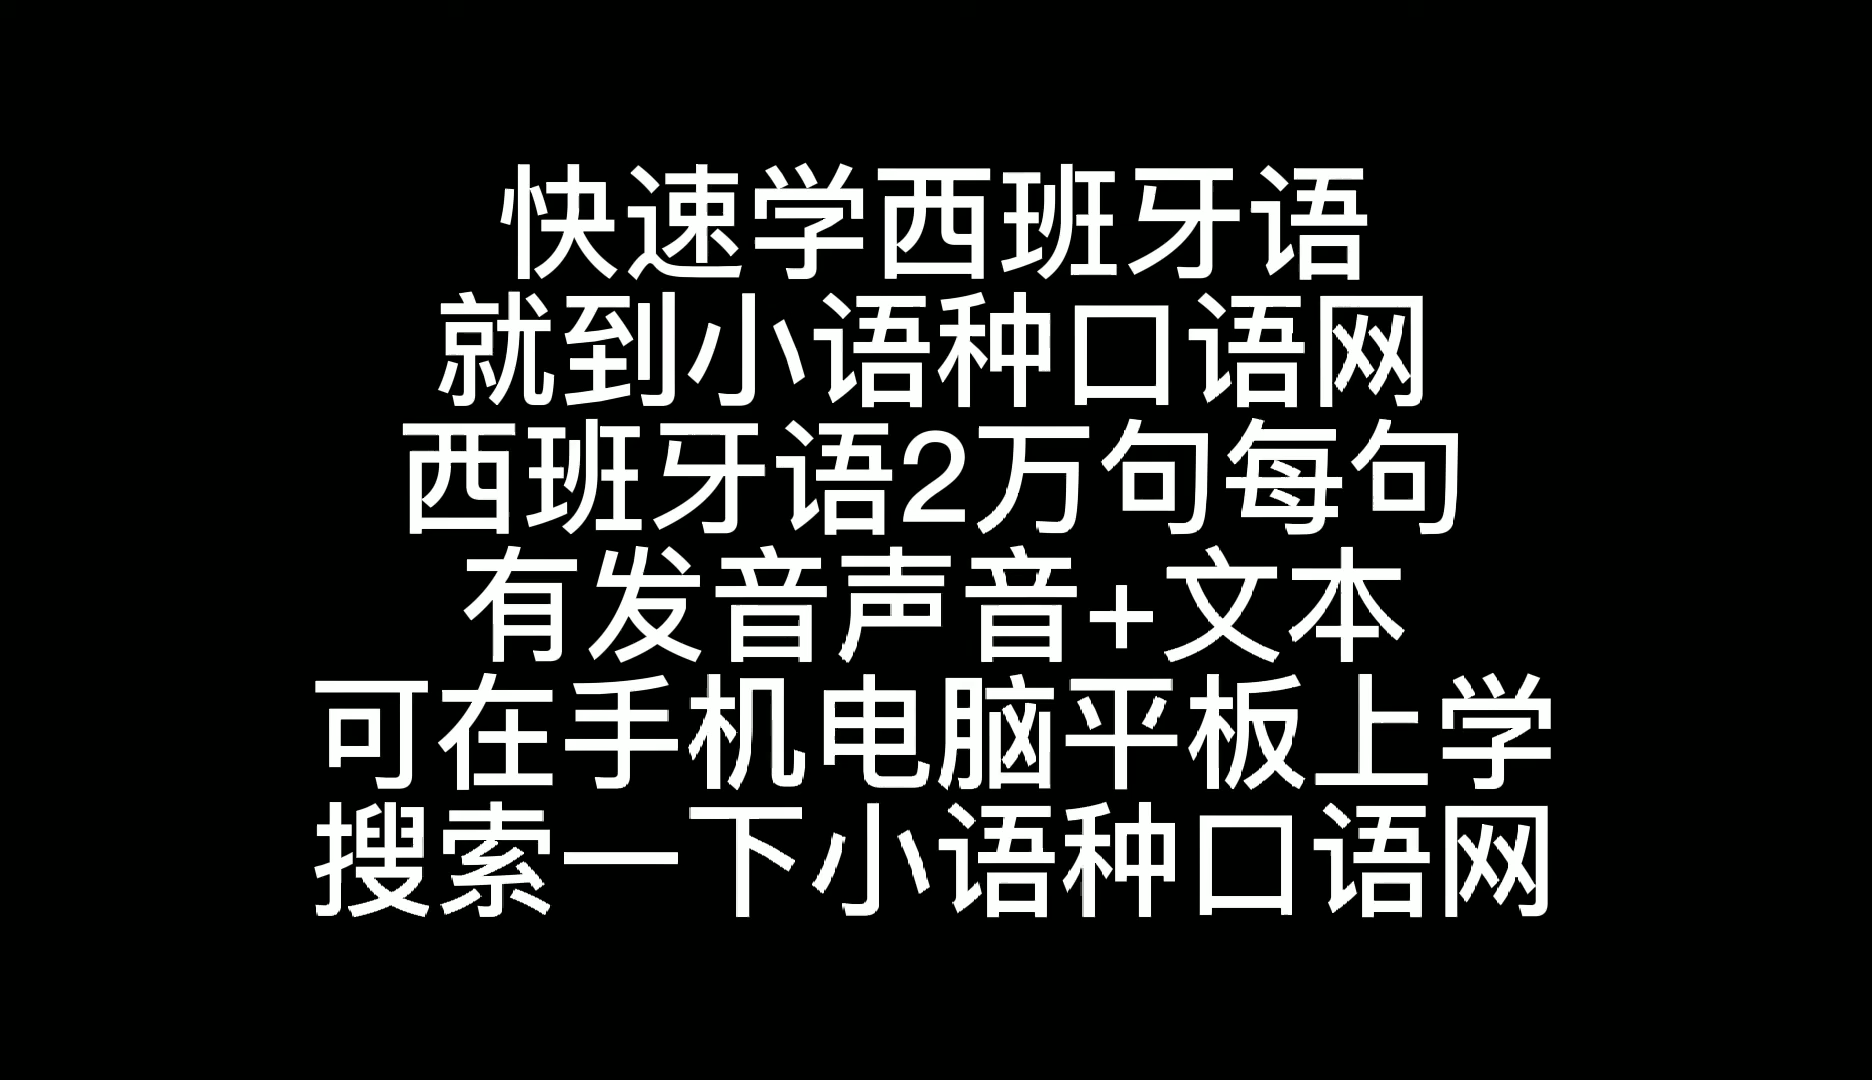 快速学西班牙语
就到小语种口语网
西班牙语2万句每句
有发音声音+文本
可在手机电脑平板上学
搜索一下小语种口语网